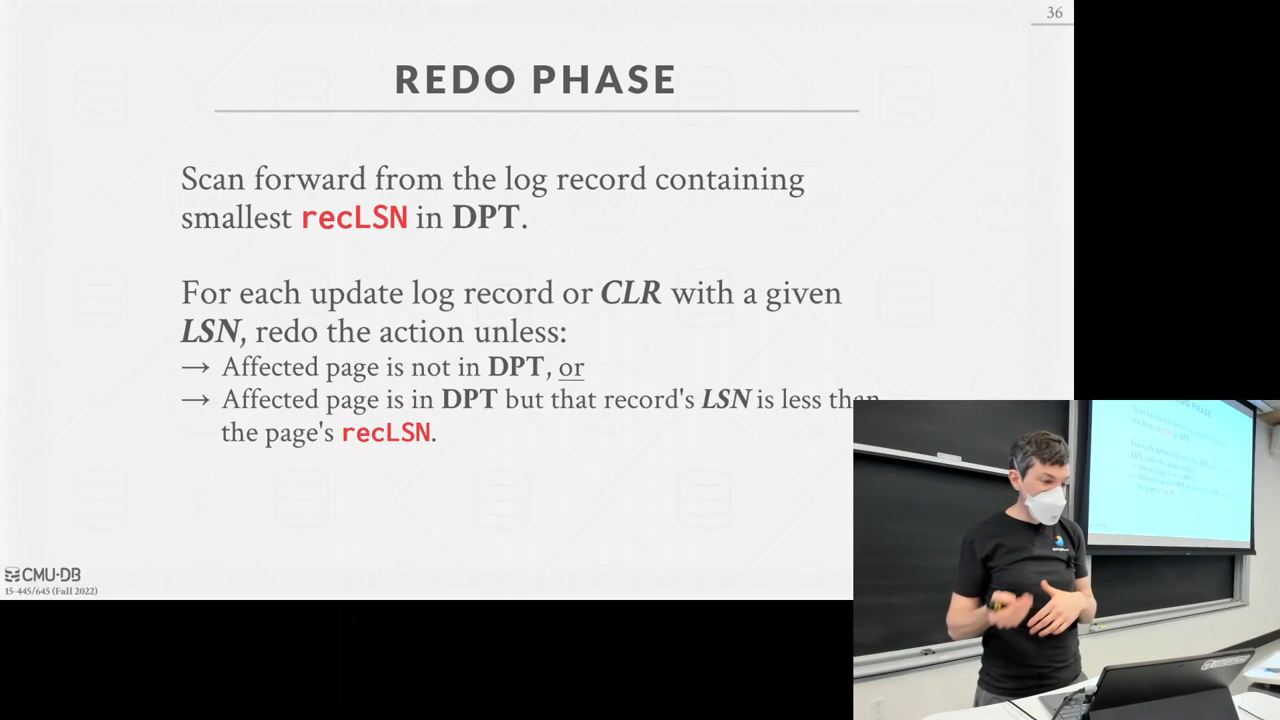 36
REDO PHASE
Scan forward from the log record containing
smallest recLSN in DPT.
For each update log record or CLR with a given
LSN, redo the action unless:
→ Affected page is not in DPT, or
→ Affected page is in DPT but that record's LSN is less than
the page's recLSN.
CMU·DB
15-445/645 (Fall 2022)